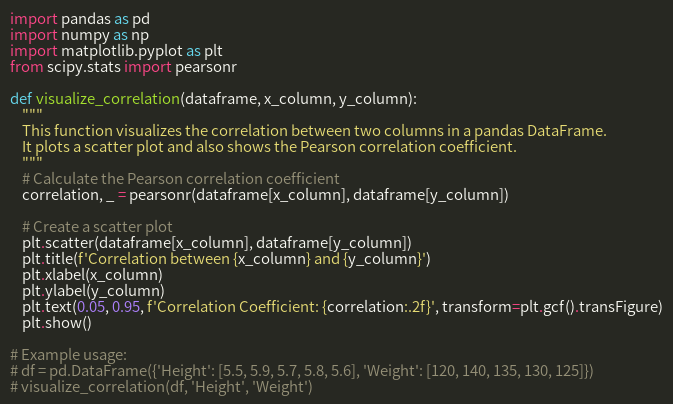 import pandas as pd
import numpy as np
import matplotlib.pyplot as plt
from scipy.stats import pearsonr

def visualize_correlation(dataframe, x_column, y_column):
    """
    This function visualizes the correlation between two columns in a pandas DataFrame.
    It plots a scatter plot and also shows the Pearson correlation coefficient.
    """
    # Calculate the Pearson correlation coefficient
    correlation, _ = pearsonr(dataframe[x_column], dataframe[y_column])

    # Create a scatter plot
    plt.scatter(dataframe[x_column], dataframe[y_column])
    plt.title(f'Correlation between {x_column} and {y_column}')
    plt.xlabel(x_column)
    plt.ylabel(y_column)
    plt.text(0.05, 0.95, f'Correlation Coefficient: {correlation:.2f}', transform=plt.gcf().transFigure)
    plt.show()

# Example usage:
# df = pd.DataFrame({'Height': [5.5, 5.9, 5.7, 5.8, 5.6], 'Weight': [120, 140, 135, 130, 125]})
# visualize_correlation(df, 'Height', 'Weight')